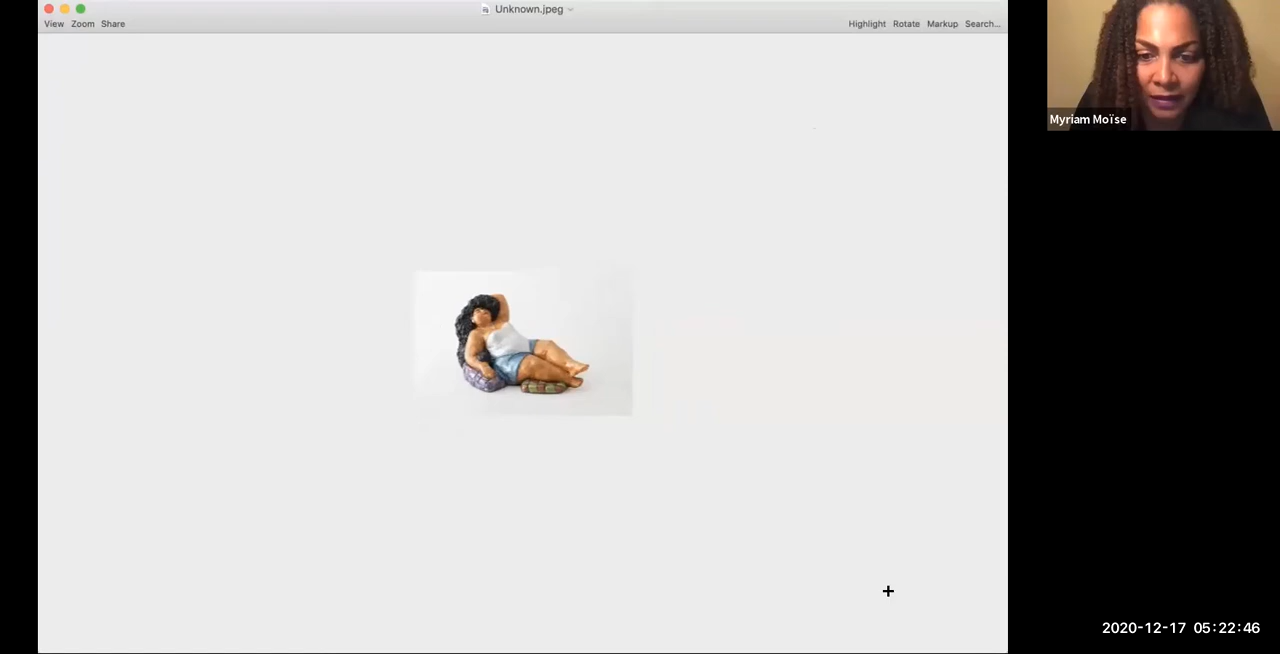 Unknown.jpeg
View Zoom Share
Highlight Rotate Markup Search...
Myriam Moïse
2020-12-17 05:22:46